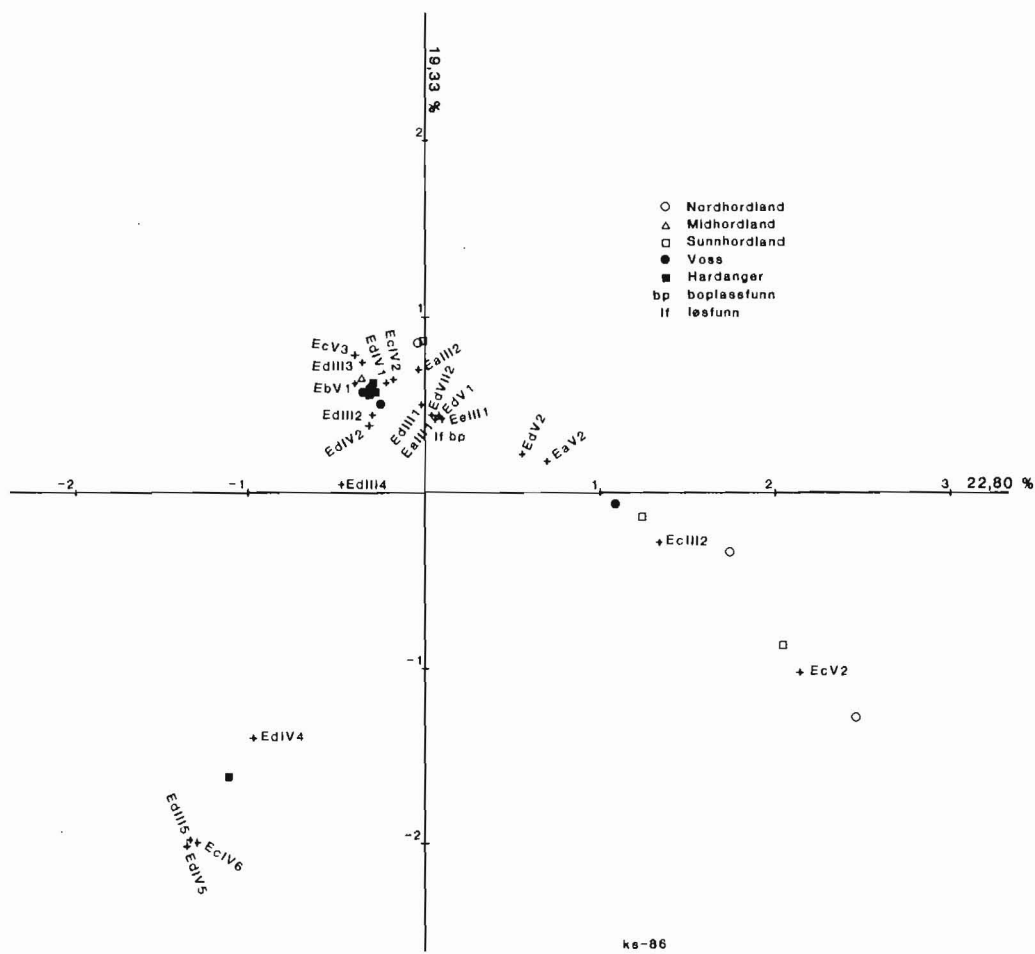 19,33 %
2
Nordhordland
Midhordland
Sunnhordland
Voss
Hardanger
bp boplassfunn
lf løsfunn
1
EcV3
EdIII3
EbV1
EdIV1
EcIV2
EaIII2
EdIII2
EdIV2
EdIII1
EaIII1
EdVII2
EdV1
EeIII1
lf bp
EdV2
EaV2
EdIII4
-2
-1
1
2
3
22,80 %
EcIII2
-1
EcV2
EdIV4
-2
EdIII5
EcIV6
EdIV5
ks-86